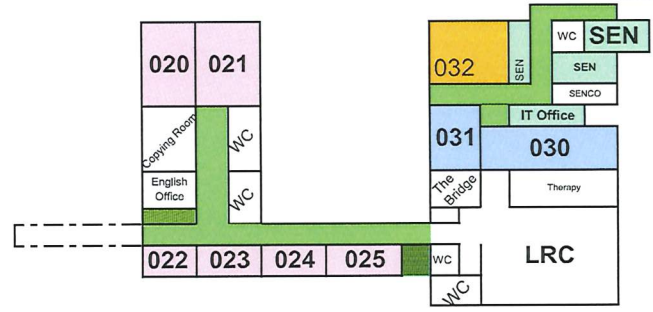 WC
SEN
020
021
032
SEN
SEN
SENCO
IT Office
Copying Room
WC
031
030
English
Office
WC
The
Bridge
Therapy
022
023
024
025
WC
LRC
WC